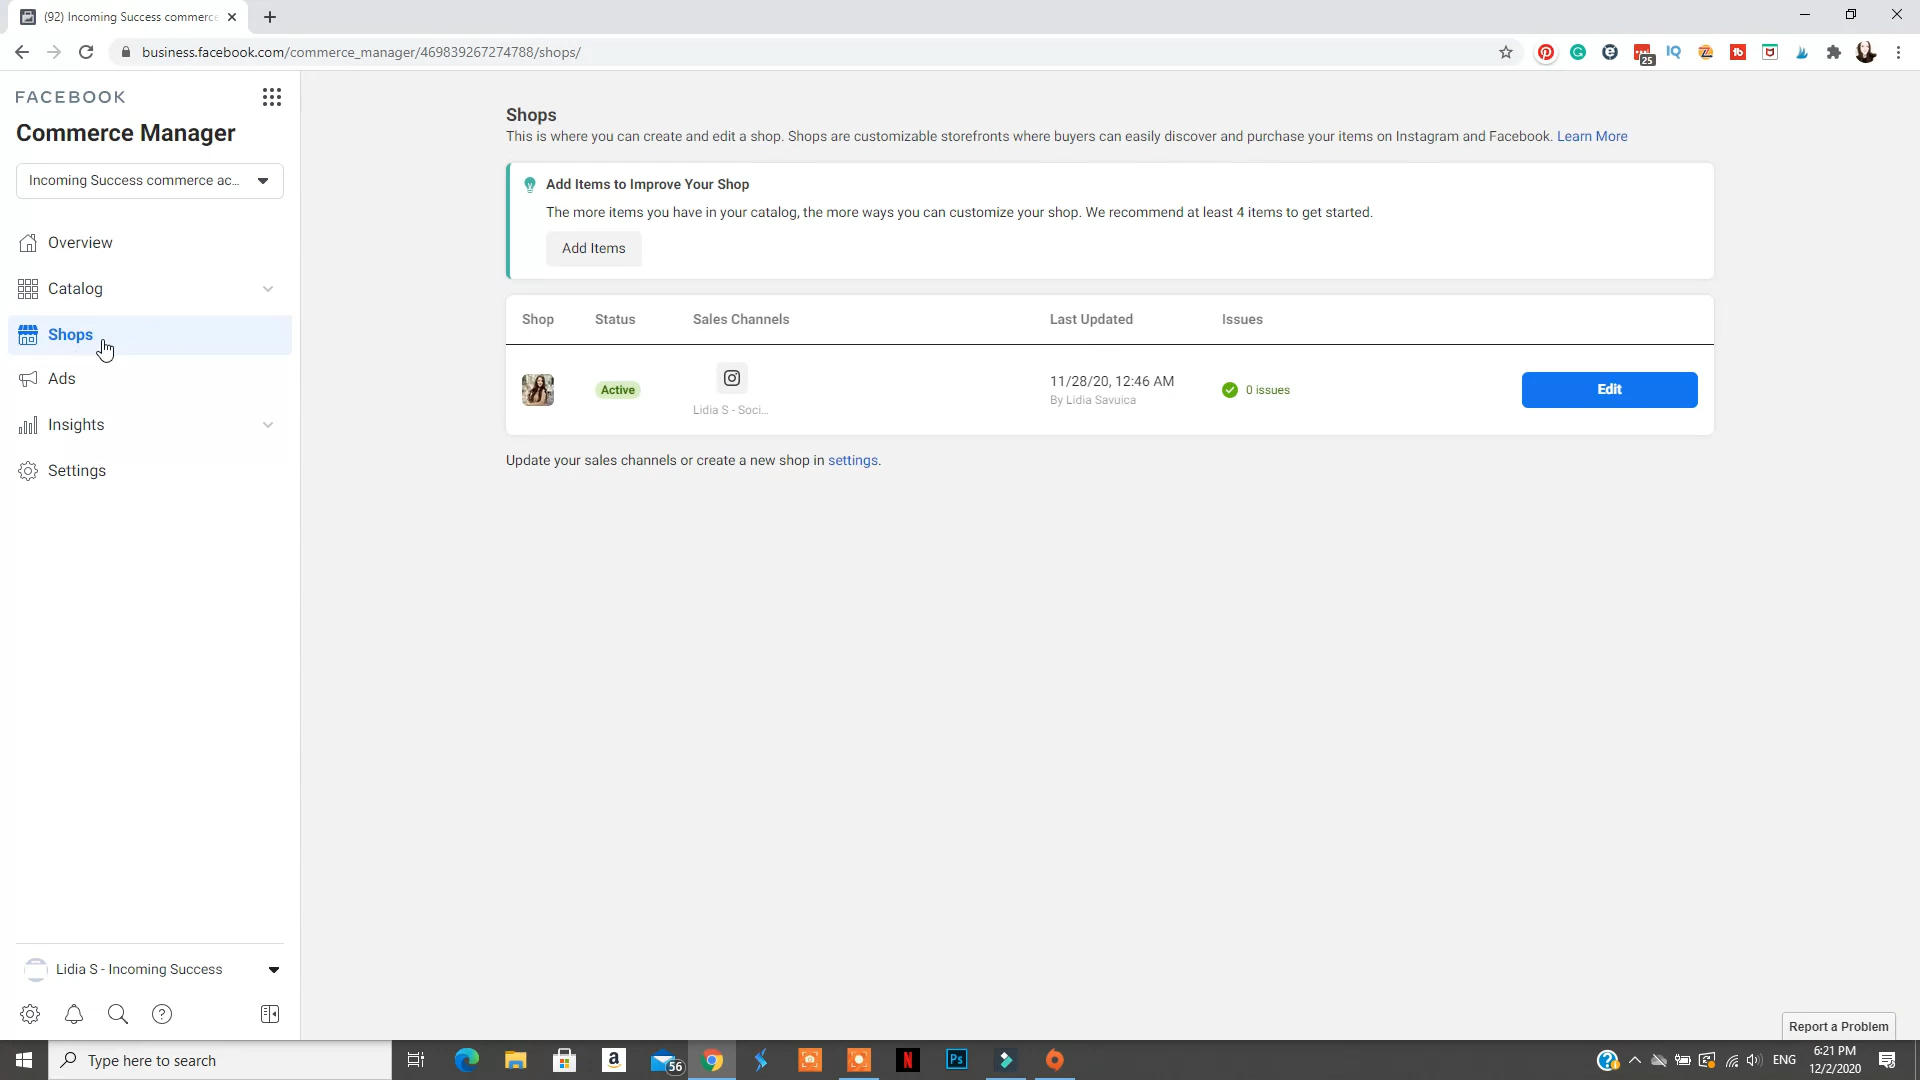 (92) Incoming Success commerce
business.facebook.com/commerce_manager/469839267274788/shops/
25
IQ
FACEBOOK
Commerce Manager
Incoming Success commerce ac...
Overview
Catalog
Shops
Ads
Insights
Settings
Shops
This is where you can create and edit a shop. Shops are customizable storefronts where buyers can easily discover and purchase your items on Instagram and Facebook. Learn More
Add Items to Improve Your Shop
The more items you have in your catalog, the more ways you can customize your shop. We recommend at least 4 items to get started.
Add Items
Shop Status Sales Channels Last Updated Issues
Active
Lidia S - Soci...
11/28/20, 12:46 AM
By Lidia Savuica
0 issues
Edit
Update your sales channels or create a new shop in settings.
Lidia S - Incoming Success
Report a Problem
Type here to search
a
56
N
Ps
ENG
6:21 PM
12/2/2020